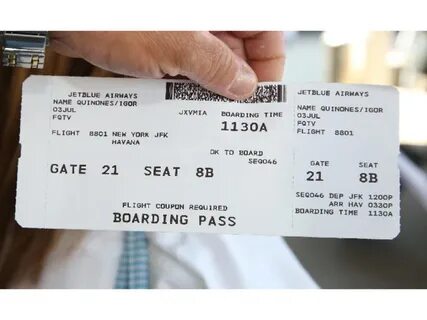 JETBLUE AIRWAYS
NAME QUINONES/IGOR
03JUL
FQTV
JXVMIA BOARDING TIME
1130A
FLIGHT 8801 NEW YORK JFK
HAVANA
OK TO BOARD
SEQ046
GATE 21 SEAT 8B
FLIGHT COUPON REQUIRED
BOARDING PASS
JETBLUE AIRWAYS
NAME QUINONES/IGOR
03JUL
FQTV
FLIGHT 8801
GATE SEAT
21 8B
SEQ046 DEP JFK 1200P
ARR HAV 0330P
BOARDING TIME 1130A